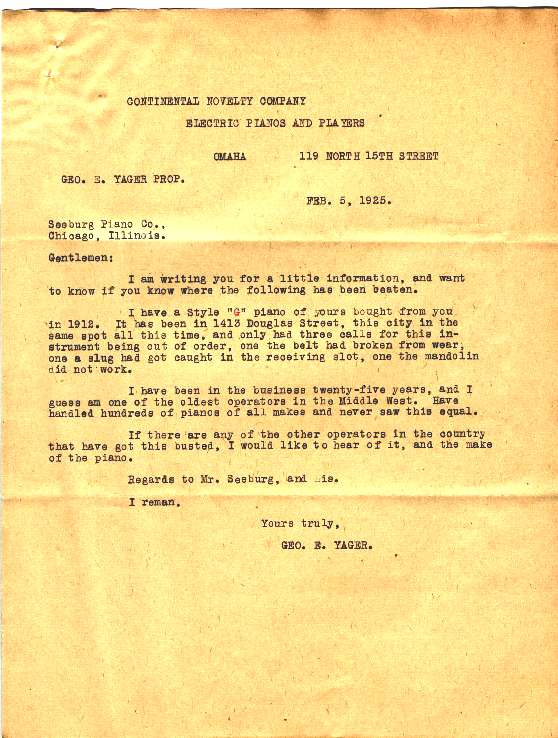 CONTINENTAL NOVELTY COMPANY
ELECTRIC PIANOS AND PLAYERS
OMAHA 119 NORTH 15TH STREET
GEO. E. YAGER PROP.
FEB. 5, 1925.
Seeburg Piano Co.,
Chicago, Illinois.
Gentlemen:
I am writing you for a little information, and want
to know if you know where the following has been beaten.
I have a Style "G" piano of yours bought from you
in 1912. It has been in 1413 Douglas Street, this city in the
same spot all this time, and only had three calls for this in-
strument being out of order, one the belt had broken from wear,
one a slug had got caught in the receiving slot, one the mandolin
did not work.
I have been in the business twenty-five years, and I
guess am one of the oldest operators in the Middle West. Have
handled hundreds of pianos of all makes and never saw this equal.
If there are any of the other operators in the country
that have got this busted, I would like to hear of it, and the make
of the piano.
Regards to Mr. Seeburg, and
I reman,
Yours truly,
GEO. E. YAGER.